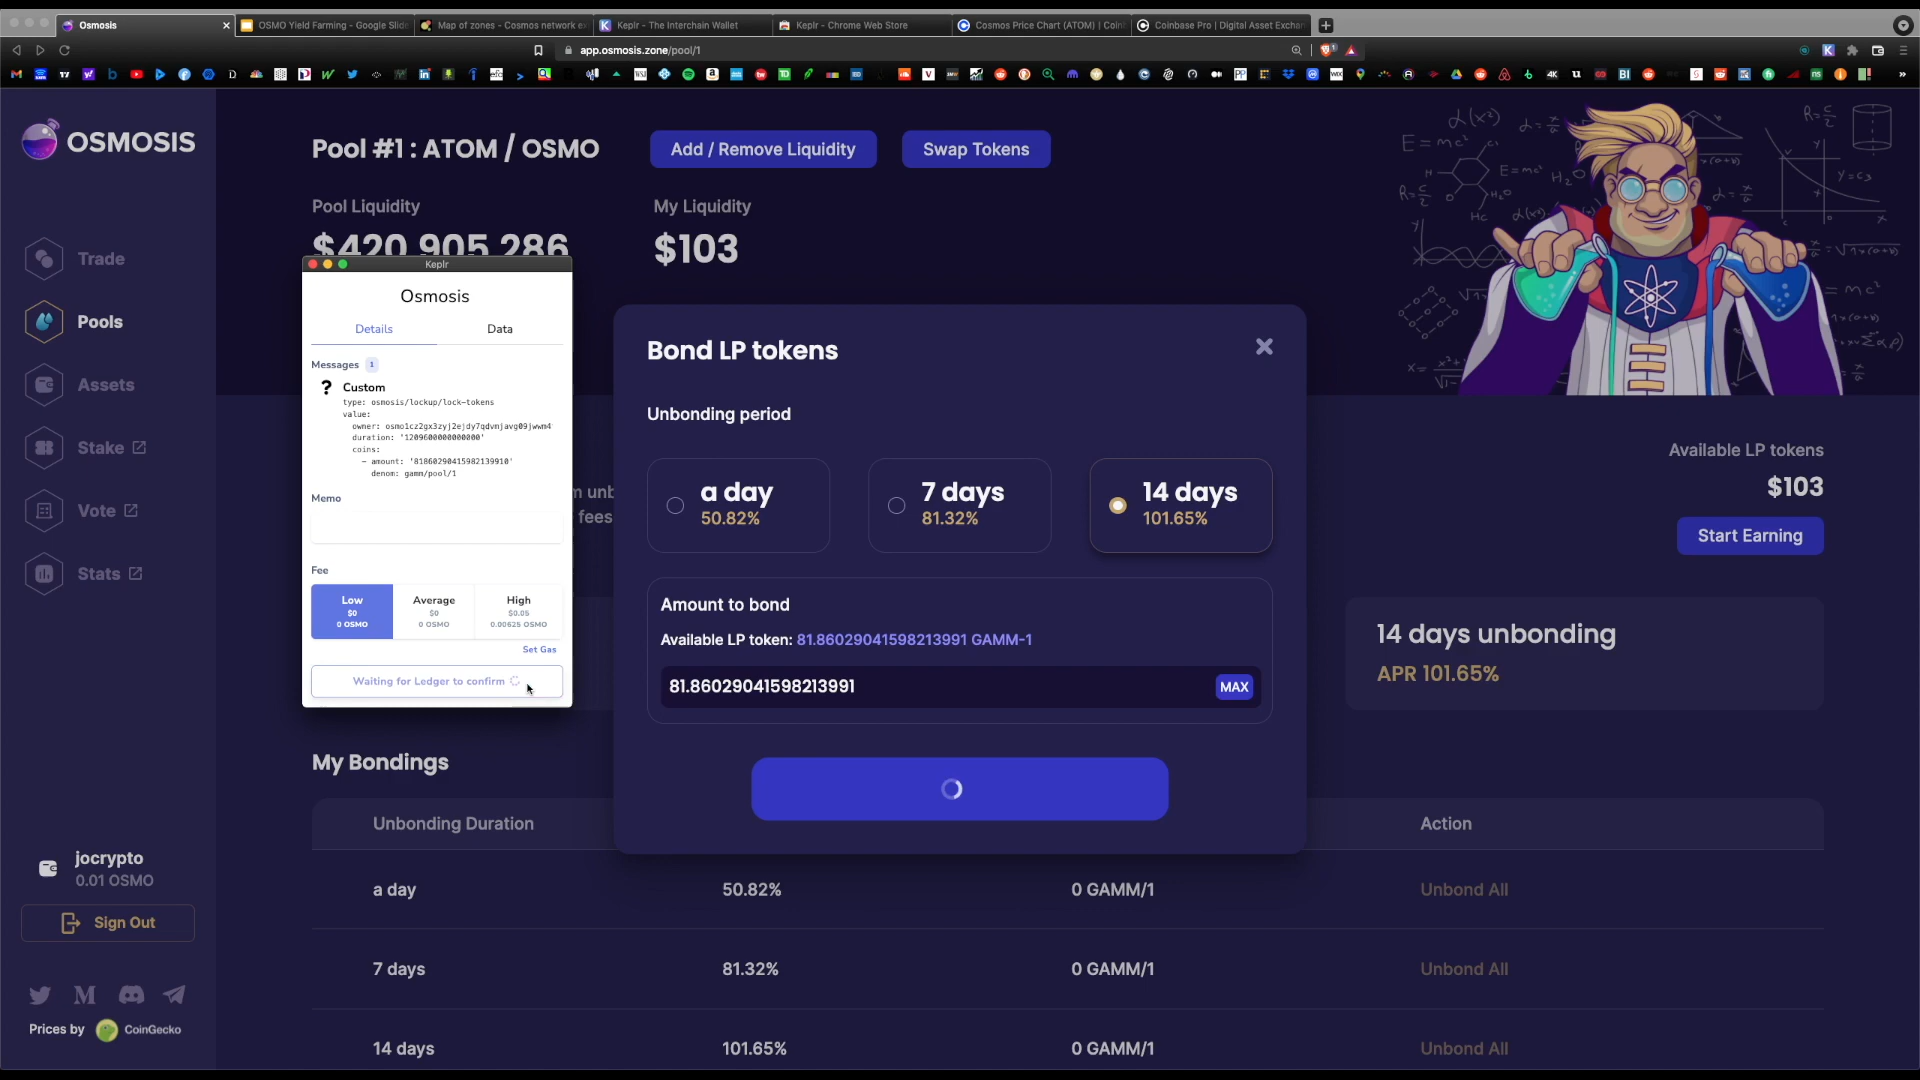 Osmosis
OSMO Yield Farming - Google Slide
Map of zones - Cosmos network e
Keplr - The Interchain Wallet
Keplr - Chrome Web Store
Cosmos Price Chart (ATOM) | Coin
Coinbase Pro | Digital Asset Exchan
app.osmosis.zone/pool/1
OSMOSIS
Trade
Pools
Assets
Stake
Vote
Stats
jocrypto
0.01 OSMO
Sign Out
Prices by CoinGecko
Pool #1 : ATOM / OSMO
Add / Remove Liquidity
Swap Tokens
Pool Liquidity
$420,905,286
My Liquidity
$103
Keplr
Osmosis
Details
Data
Messages 1
? Custom
type: osmosis/lockup/lock-tokens
value:
owner: osmo1cz2gx3zyj2ejdy7qdvmjavg09jwwm4
duration: '1209600000000000'
coins:
- amount: '81860290415982139910'
denom: gamm/pool/1
Memo
Fee
Low
$0
0 OSMO
Average
$0
0 OSMO
High
$0.05
0.00625 OSMO
Set Gas
Waiting for Ledger to confirm
Bond LP tokens
Unbonding period
a day
50.82%
7 days
81.32%
14 days
101.65%
Amount to bond
Available LP token: 81.86029041598213991 GAMM-1
81.86029041598213991
MAX
fees
Available LP tokens
$103
Start Earning
14 days unbonding
APR 101.65%
My Bondings
Unbonding Duration
Action
a day 50.82% 0 GAMM/1 Unbond All
7 days 81.32% 0 GAMM/1 Unbond All
14 days 101.65% 0 GAMM/1 Unbond All